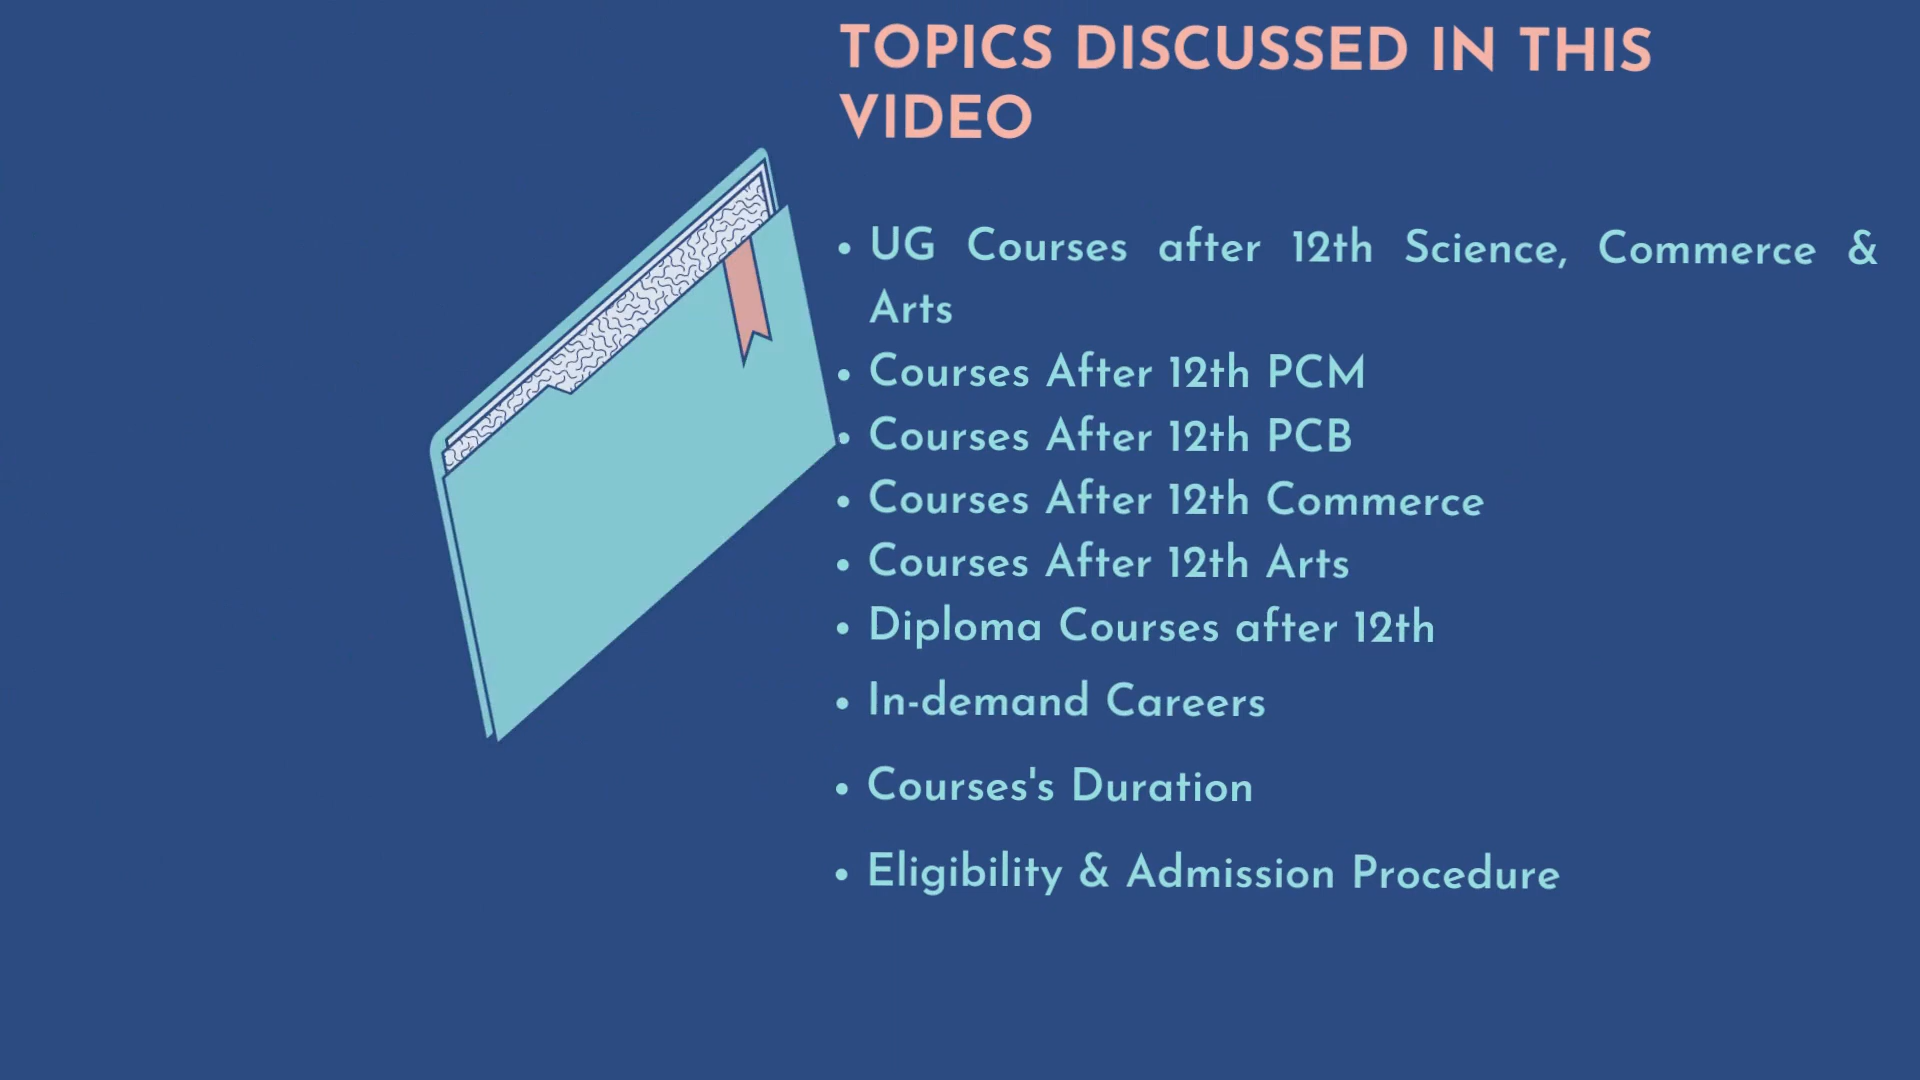 TOPICS DISCUSSED IN THIS
VIDEO
• UG Courses after 12th Science, Commerce &
Arts
• Courses After 12th PCM
• Courses After 12th PCB
• Courses After 12th Commerce
• Courses After 12th Arts
• Diploma Courses after 12th
• In-demand Careers
• Courses's Duration
• Eligibility & Admission Procedure